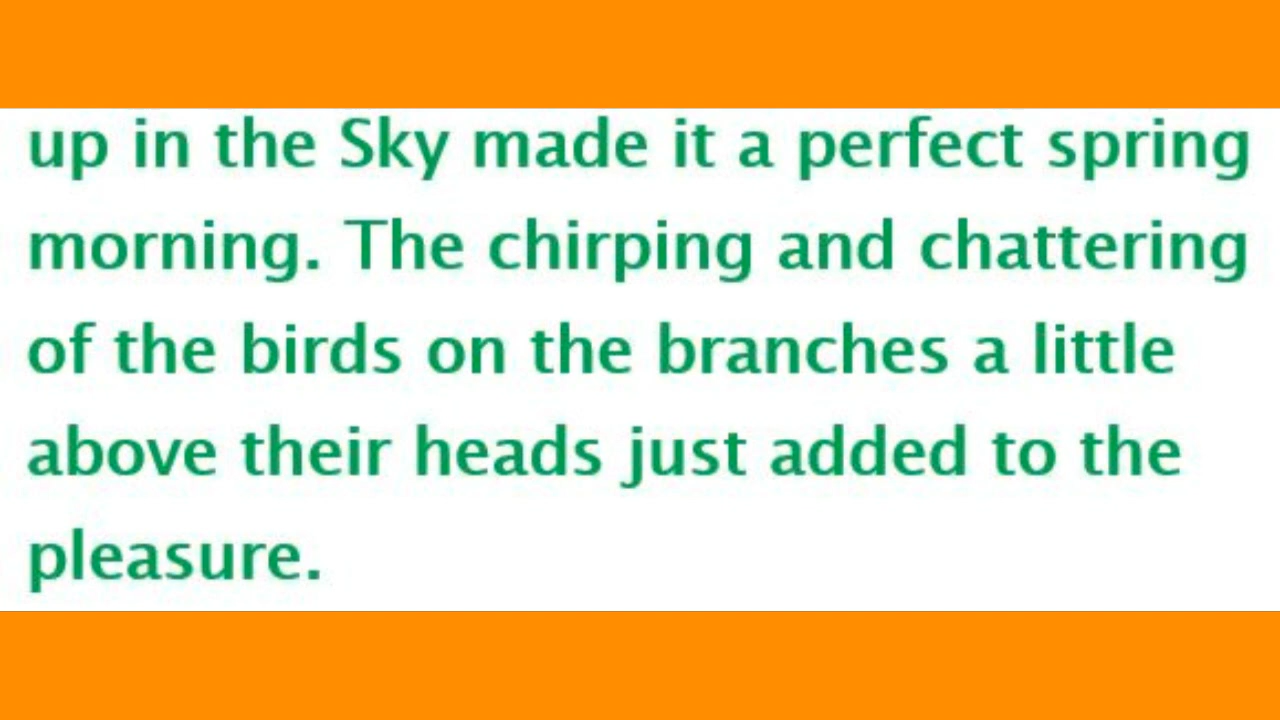 up in the Sky made it a perfect spring
morning. The chirping and chattering
of the birds on the branches a little
above their heads just added to the
pleasure.